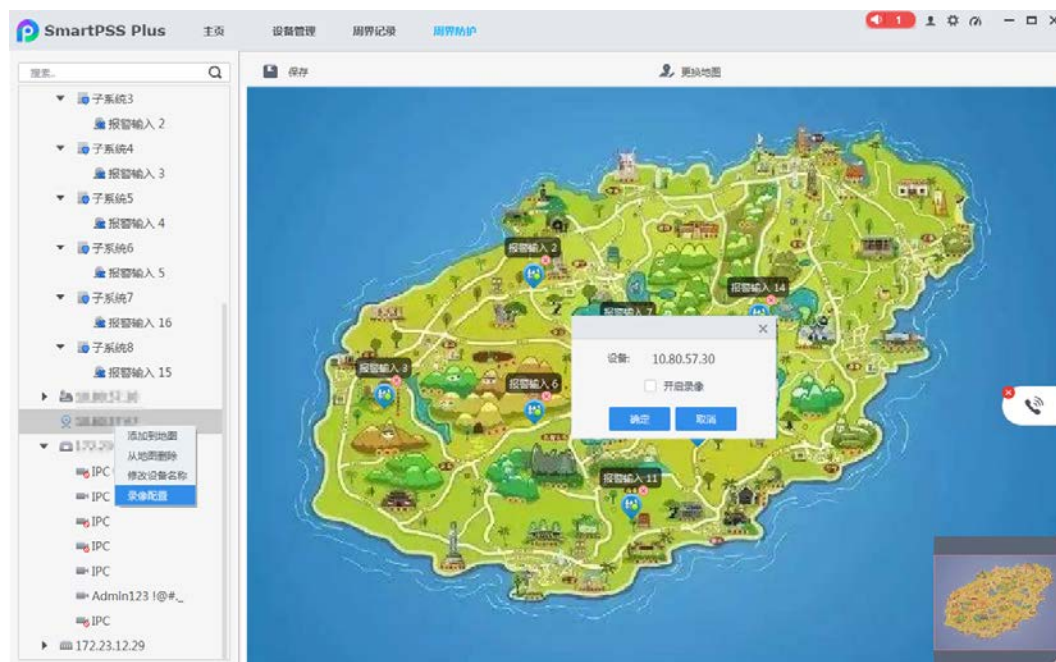 SmartPSS Plus 主页 设备管理 周界记录 周界防护 1
搜索.. 保存 更换地图
子系统3
报警输入 2
子系统4
报警输入 3
子系统5
报警输入 4
子系统6
报警输入 5
子系统7
报警输入 16
子系统8
报警输入 15
添加到地图
从地图删除
修改设备名称
录像配置
IPC
IPC
IPC
IPC
IPC
Admin123 !@#._
IPC
172.23.12.29
报警输入 2
报警输入 14
报警输入 7
报警输入 3
报警输入 6
报警输入 11
设备: 10.80.57.30
开启录像
确定 取消